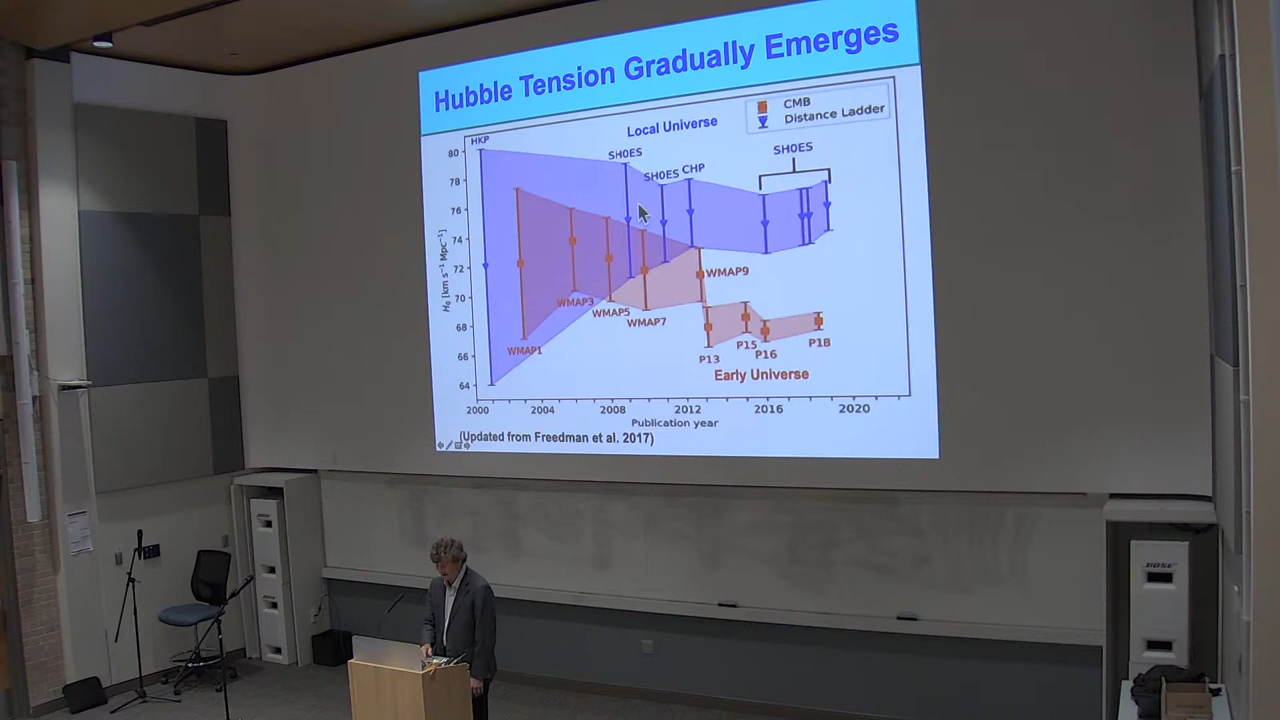 Hubble Tension Gradually Emerges
CMB
Distance Ladder
Local Universe
HKP
SH0ES
SH0ES CHP
SH0ES
80
78
76
74
72
70
68
66
64
H₀ [km s⁻¹ Mpc⁻¹]
WMAP9
WMAP3
WMAP5
WMAP7
WMAP1
P13
P15
P16
P18
Early Universe
2000 2004 2008 2012 2016 2020
Publication year
(Updated from Freedman et al. 2017)
BOSE